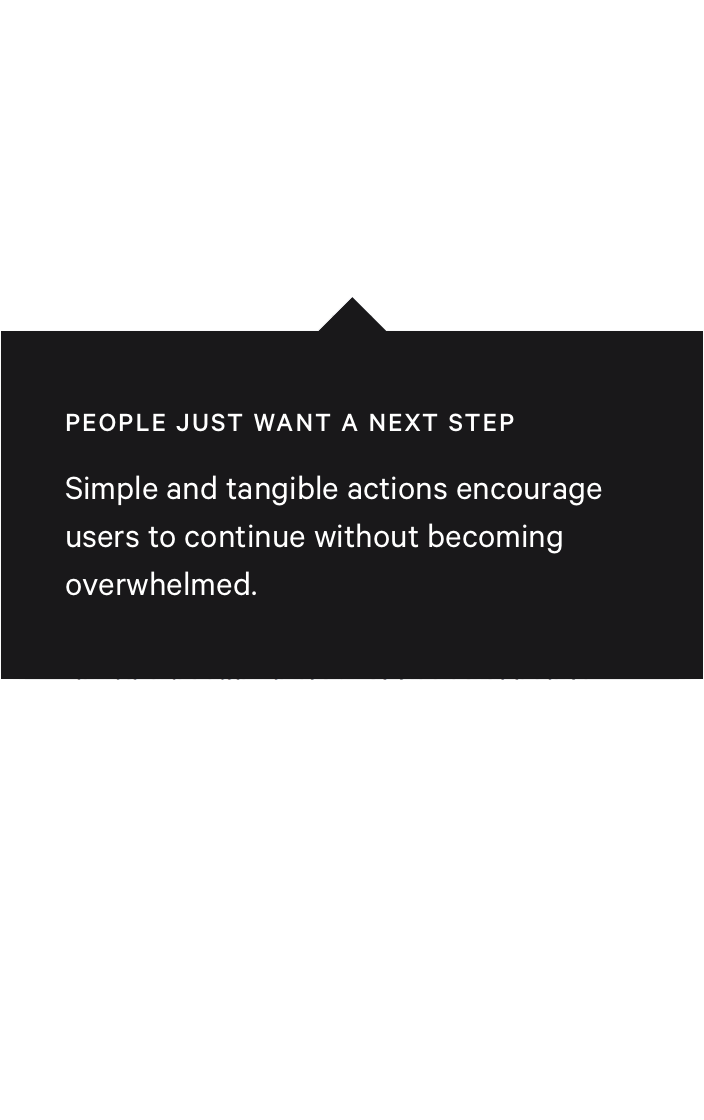 PEOPLE JUST WANT A NEXT STEP
Simple and tangible actions encourage
users to continue without becoming
overwhelmed.